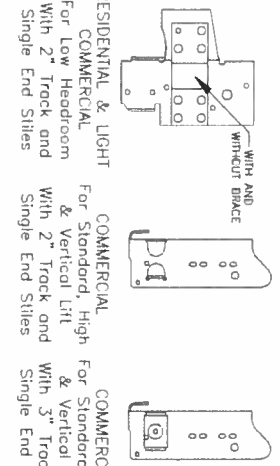 WITH AND
WITHOUT BRACE
ESIDENTIAL & LIGHT
COMMERCIAL
For Low Headroom
With 2" Track and
Single End Stiles
COMMERCIAL
For Standard, High
& Vertical Lift
With 2" Track and
Single End Stiles
COMMERC
For Standard
& Vertical
With 3" Trac
Single End